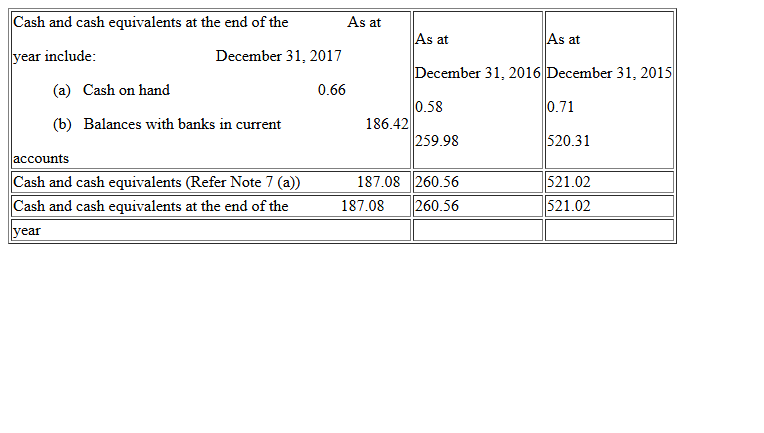 Cash and cash equivalents at the end of the As at
year include: December 31, 2017
(a) Cash on hand 0.66
(b) Balances with banks in current 186.42
accounts
As at
December 31, 2016
0.58
259.98
As at
December 31, 2015
0.71
520.31
Cash and cash equivalents (Refer Note 7 (a)) 187.08 260.56 521.02
Cash and cash equivalents at the end of the 187.08 260.56 521.02
year